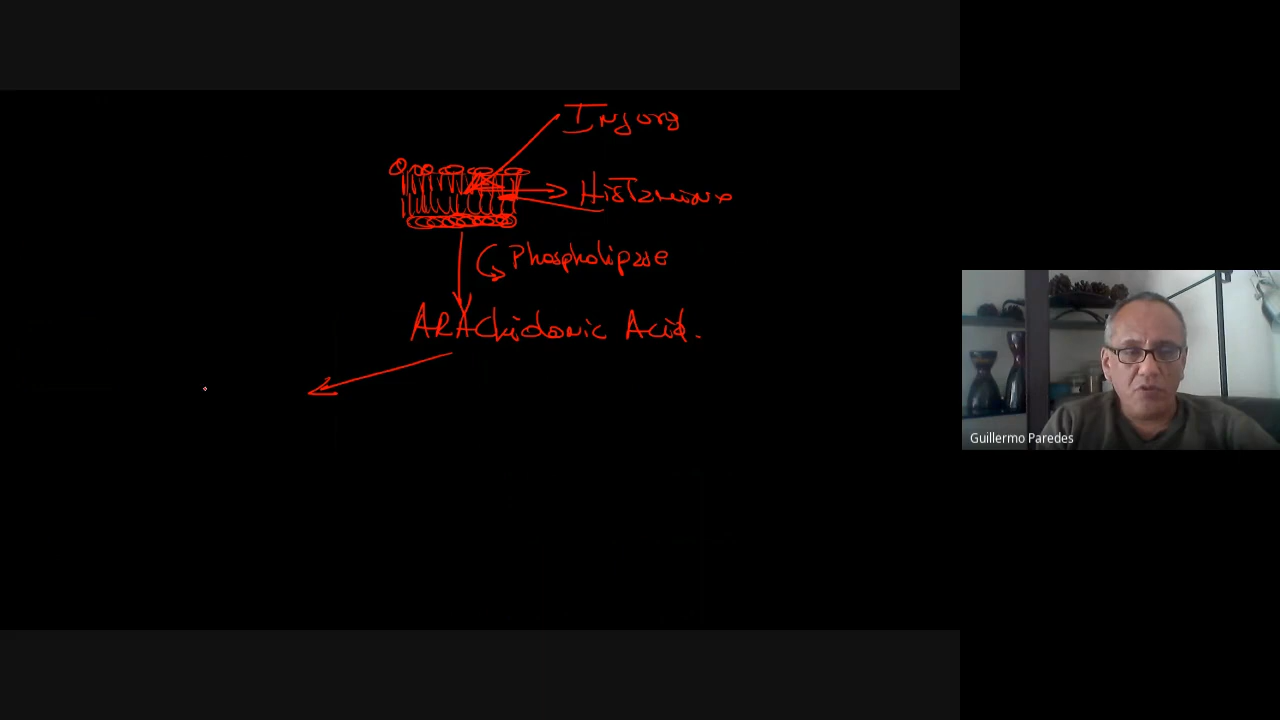 Injury
Histamine
Phospholipase
ARAChidonic Acid.
Guillermo Paredes